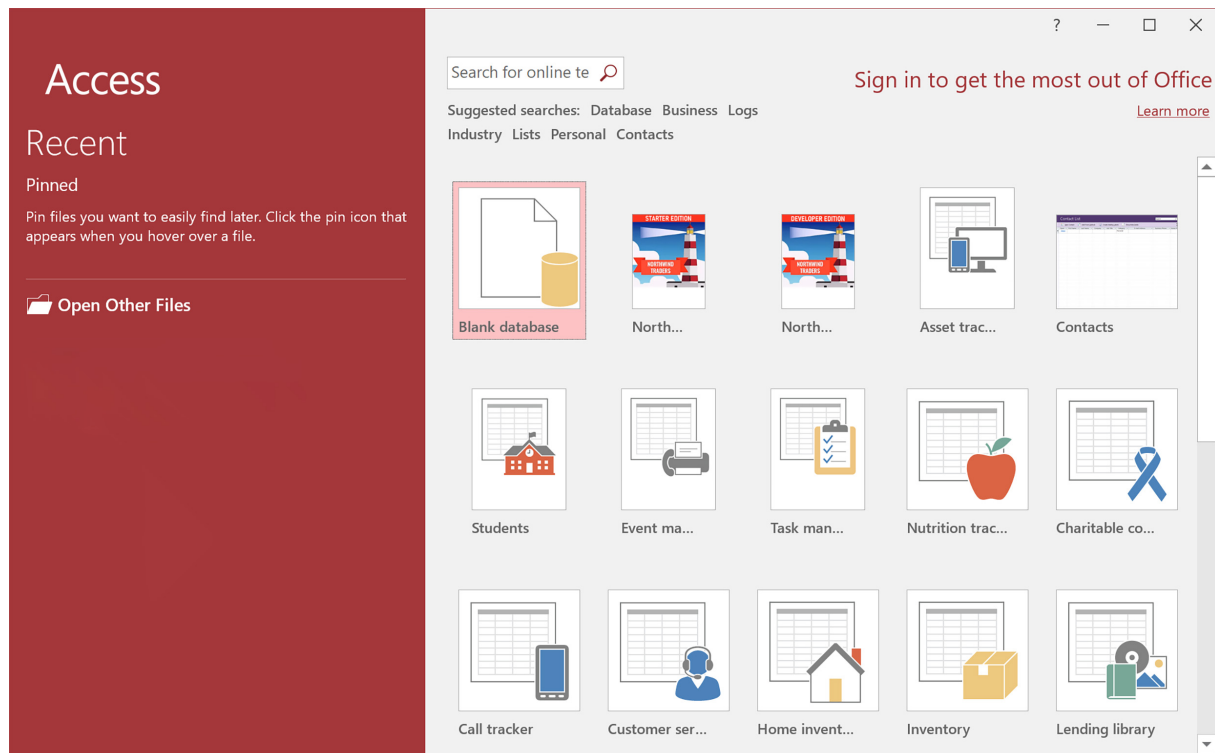 Access
Recent
Pinned
Pin files you want to easily find later. Click the pin icon that
appears when you hover over a file.
Open Other Files
?
Search for online te
Sign in to get the most out of Office
Learn more
Suggested searches: Database Business Logs
Industry Lists Personal Contacts
STARTER EDITION
NORTHWIND
TRADERS
DEVELOPER EDITION
NORTHWIND
TRADERS
Contact List
Blank database
North...
North...
Asset trac...
Contacts
Students
Event ma...
Task man...
Nutrition trac...
Charitable co...
Call tracker
Customer ser...
Home invent...
Inventory
Lending library